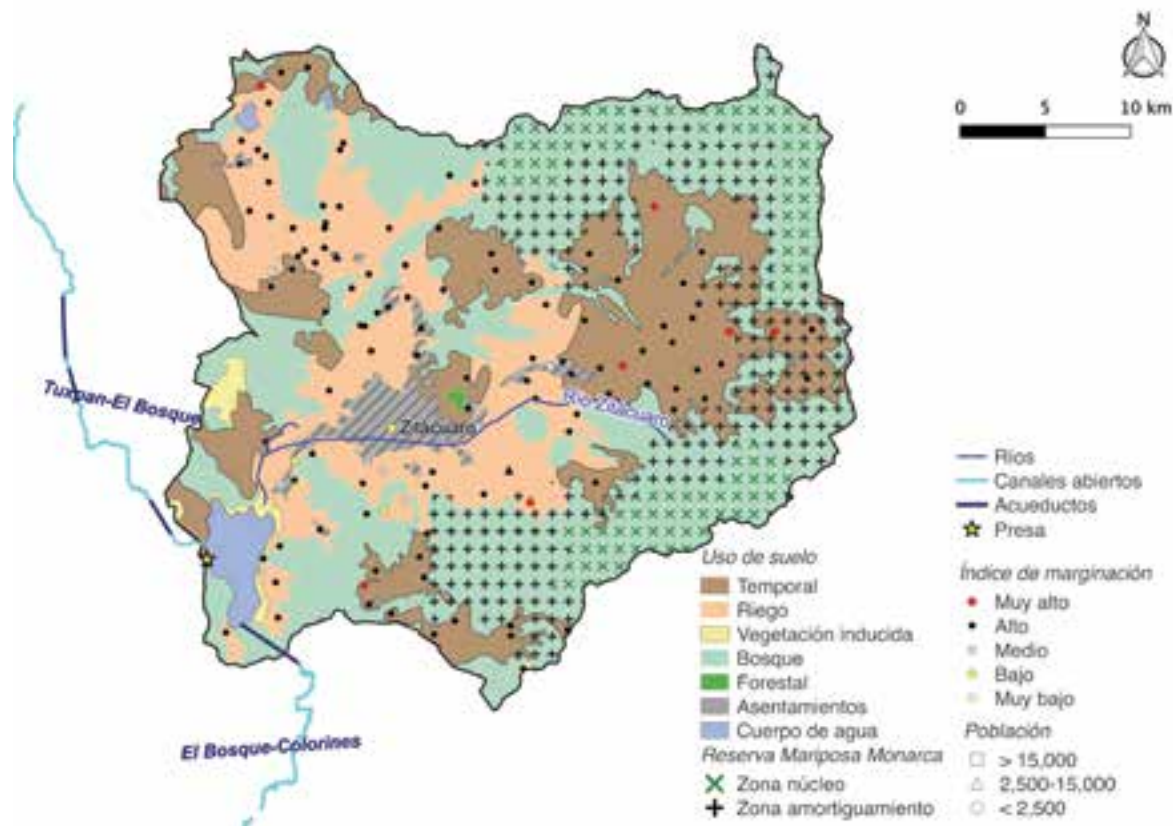 N
0 5 10 km
Tuxpan-El Bosque
Río Zitácuaro
Zitácuaro
El Bosque-Colorines
Ríos
Canales abiertos
Acueductos
Presa
Uso de suelo
Temporal
Riego
Vegetación inducida
Bosque
Forestal
Asentamientos
Cuerpo de agua
Reserva Mariposa Monarca
Zona núcleo
Zona amortiguamiento
Índice de marginación
Muy alto
Alto
Medio
Bajo
Muy bajo
Población
> 15,000
2,500-15,000
< 2,500